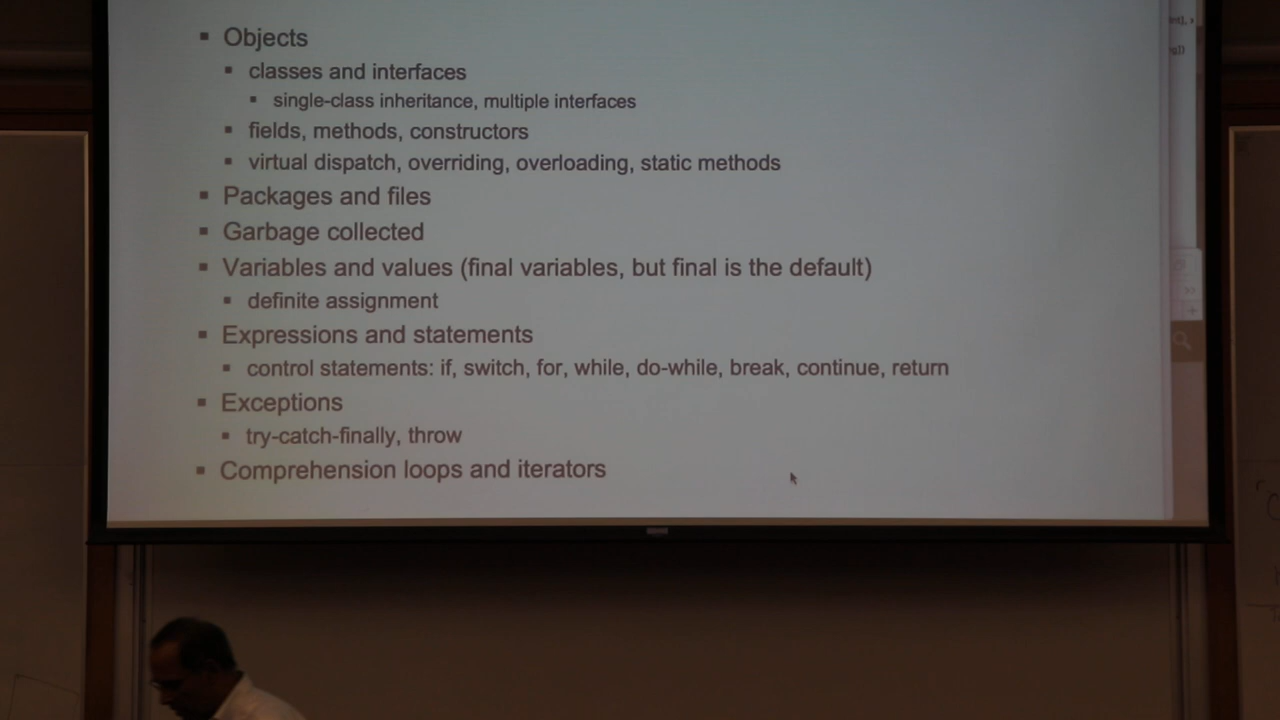 Objects
classes and interfaces
single-class inheritance, multiple interfaces
fields, methods, constructors
virtual dispatch, overriding, overloading, static methods
Packages and files
Garbage collected
Variables and values (final variables, but final is the default)
definite assignment
Expressions and statements
control statements: if, switch, for, while, do-while, break, continue, return
Exceptions
try-catch-finally, throw
Comprehension loops and iterators